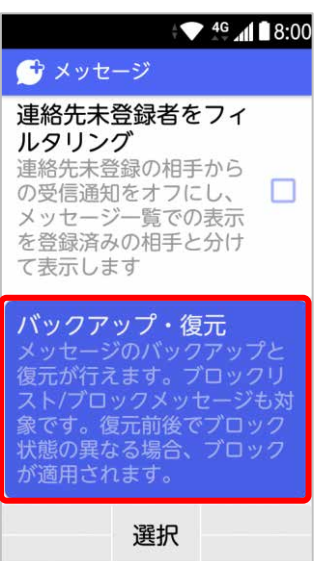 4G 8:00
メッセージ
連絡先未登録者をフィ
ルタリング
連絡先未登録の相手から
の受信通知をオフにし、
メッセージ一覧での表示
を登録済みの相手と分け
て表示します
バックアップ・復元
メッセージのバックアップと
復元が行えます。ブロックリ
スト/ブロックメッセージも対
象です。復元前後でブロック
状態の異なる場合、ブロック
が適用されます。
選択